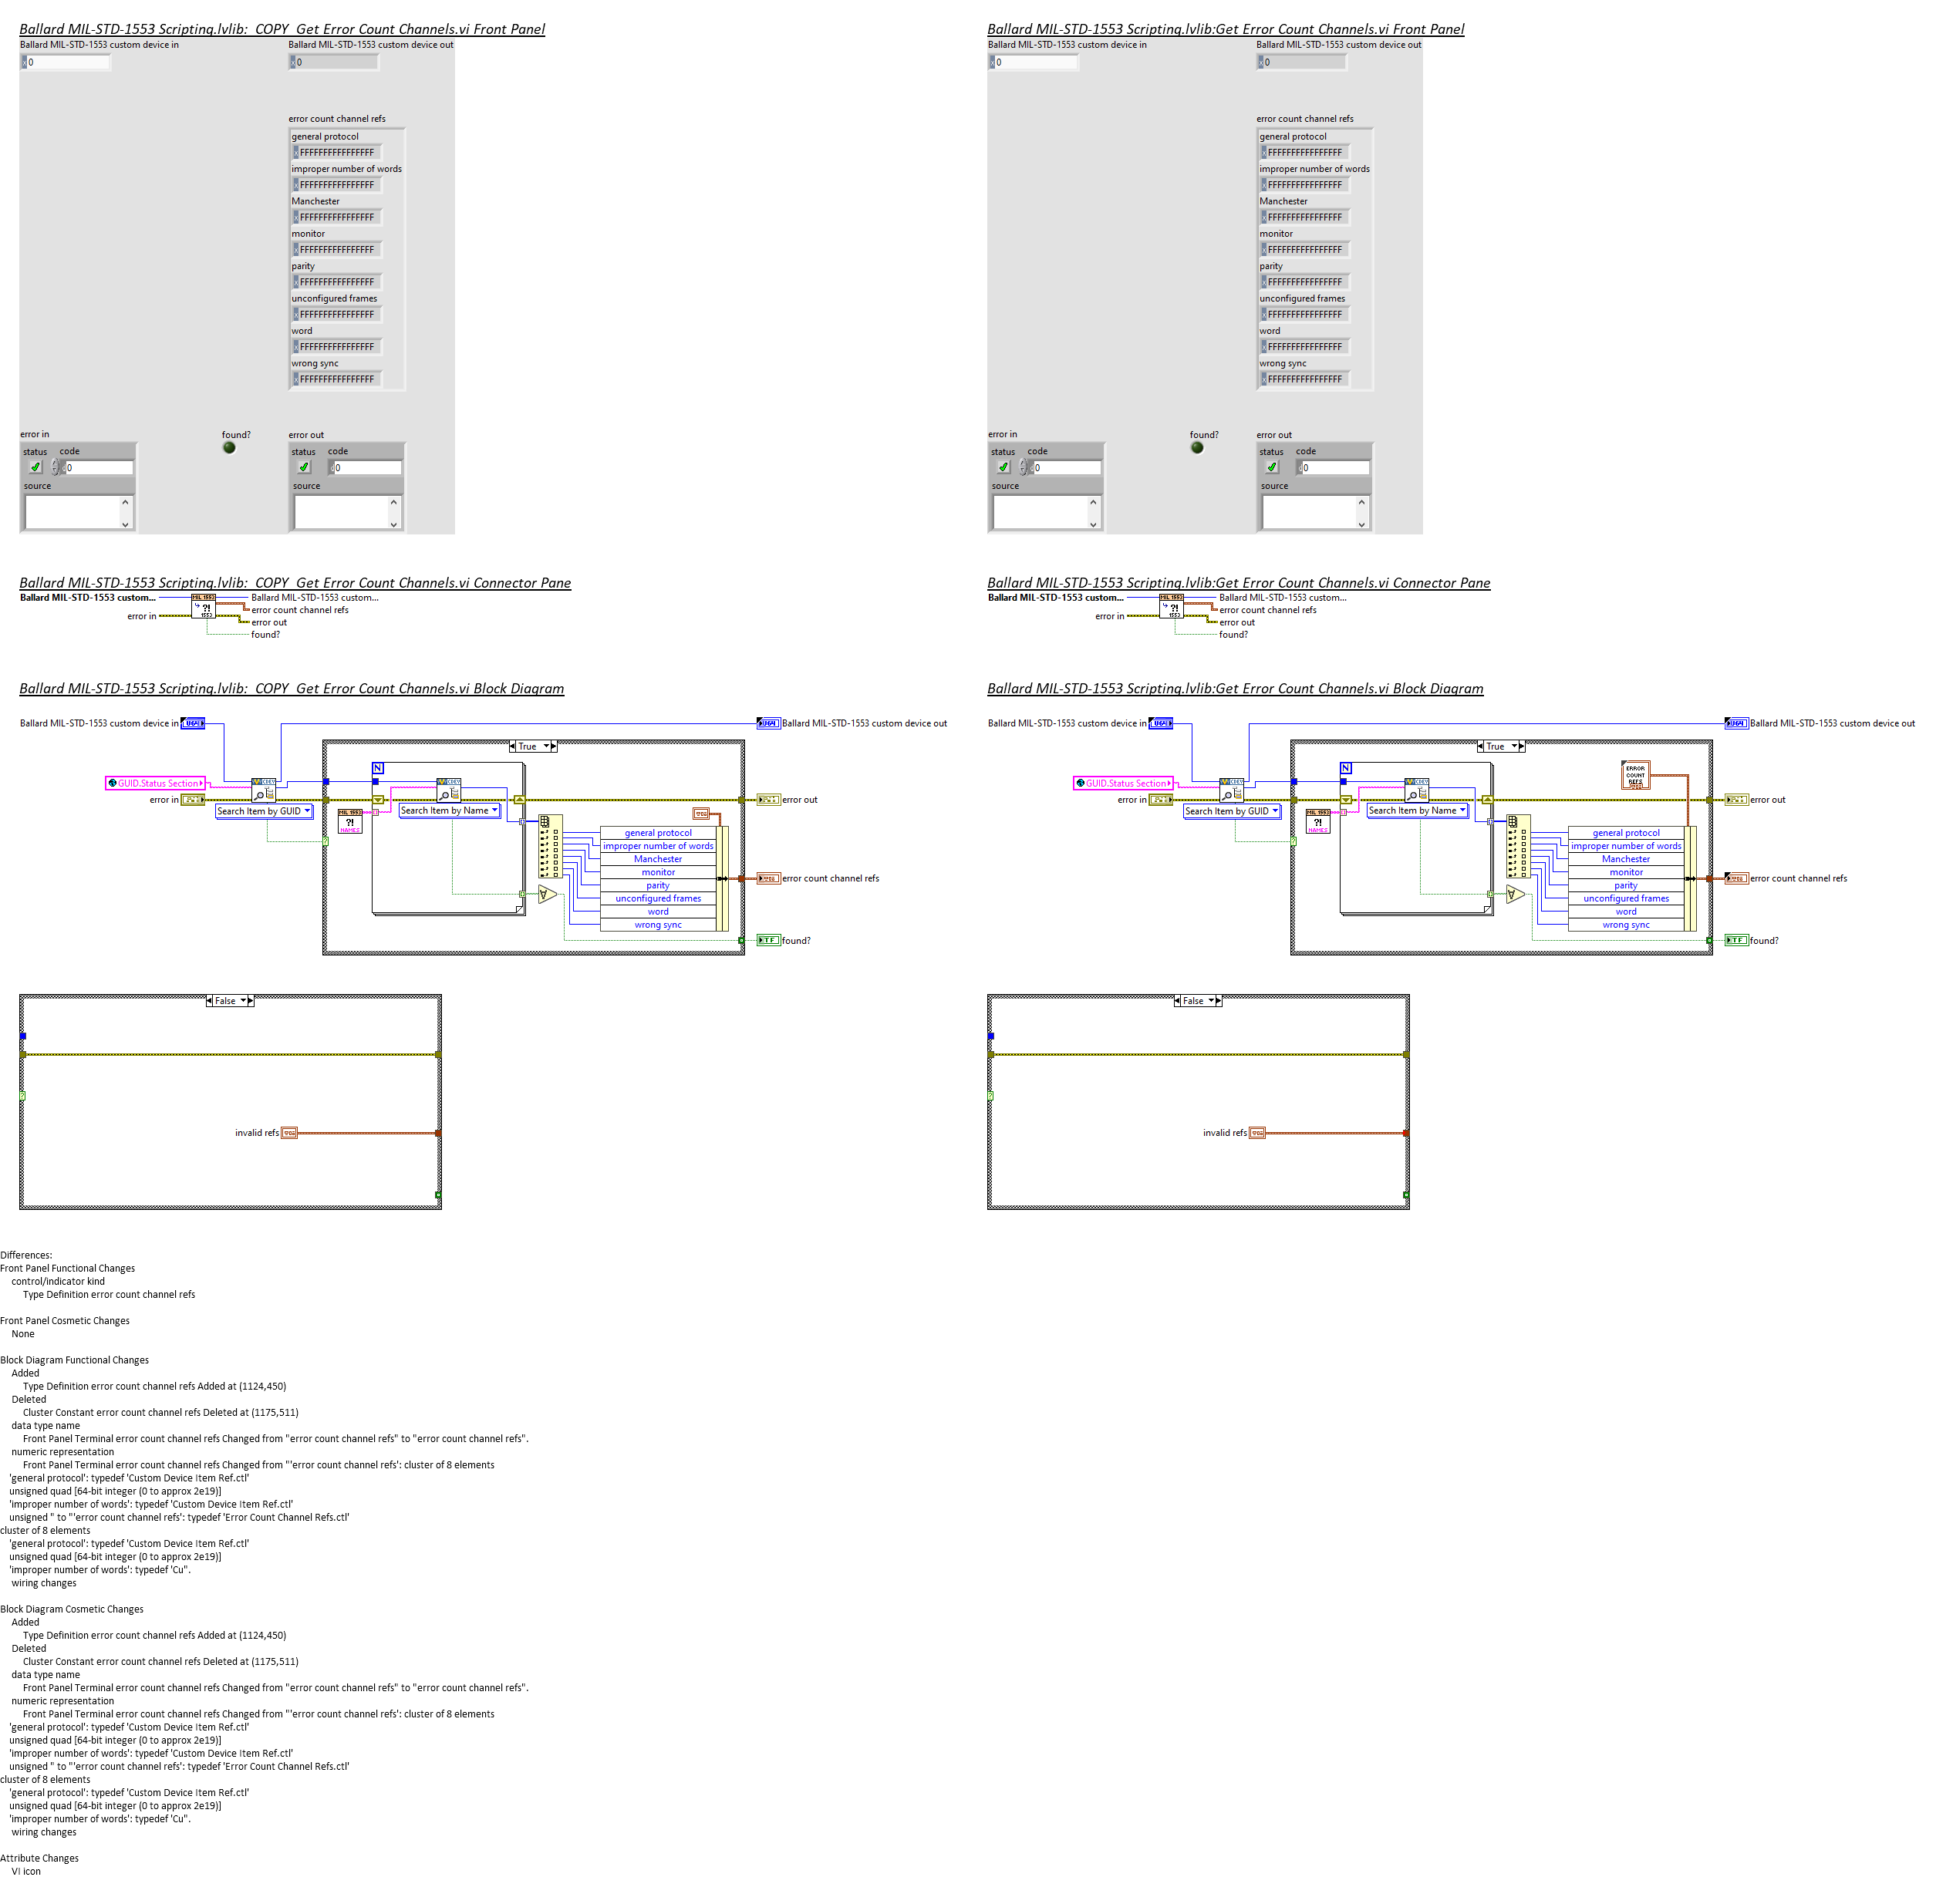 Ballard MIL-STD-1553 Scripting.lvlib:_COPY_Get Error Count Channels.vi Front Panel
Ballard MIL-STD-1553 custom device in
Ballard MIL-STD-1553 custom device out
x 0
x 0
error count channel refs
general protocol
x FFFFFFFFFFFFFFFF
improper number of words
x FFFFFFFFFFFFFFFF
Manchester
x FFFFFFFFFFFFFFFF
monitor
x FFFFFFFFFFFFFFFF
parity
x FFFFFFFFFFFFFFFF
unconfigured frames
x FFFFFFFFFFFFFFFF
word
x FFFFFFFFFFFFFFFF
wrong sync
x FFFFFFFFFFFFFFFF
error in
found?
error out
status code
d 0
source
status code
d 0
source
Ballard MIL-STD-1553 Scripting.lvlib:Get Error Count Channels.vi Front Panel
Ballard MIL-STD-1553 custom device in
Ballard MIL-STD-1553 custom device out
x 0
x 0
error count channel refs
general protocol
x FFFFFFFFFFFFFFFF
improper number of words
x FFFFFFFFFFFFFFFF
Manchester
x FFFFFFFFFFFFFFFF
monitor
x FFFFFFFFFFFFFFFF
parity
x FFFFFFFFFFFFFFFF
unconfigured frames
x FFFFFFFFFFFFFFFF
word
x FFFFFFFFFFFFFFFF
wrong sync
x FFFFFFFFFFFFFFFF
error in
found?
error out
status code
d 0
source
status code
d 0
source
Ballard MIL-STD-1553 Scripting.lvlib:_COPY_Get Error Count Channels.vi Connector Pane
Ballard MIL-STD-1553 custom...
MIL 1553
?!
1553
Ballard MIL-STD-1553 custom...
error count channel refs
error in
error out
found?
Ballard MIL-STD-1553 Scripting.lvlib:Get Error Count Channels.vi Connector Pane
Ballard MIL-STD-1553 custom...
MIL 1553
?!
1553
Ballard MIL-STD-1553 custom...
error count channel refs
error in
error out
found?
Ballard MIL-STD-1553 Scripting.lvlib:_COPY_Get Error Count Channels.vi Block Diagram
Ballard MIL-STD-1553 custom device in
Ballard MIL-STD-1553 custom device out
True
N
GUID.Status Section
error in
Search Item by GUID
Search Item by Name
MIL 1553
?!
NAMES
error out
general protocol
improper number of words
Manchester
monitor
parity
unconfigured frames
word
wrong sync
error count channel refs
TF
found?
False
invalid refs
Ballard MIL-STD-1553 Scripting.lvlib:Get Error Count Channels.vi Block Diagram
Ballard MIL-STD-1553 custom device in
Ballard MIL-STD-1553 custom device out
True
N
GUID.Status Section
error in
Search Item by GUID
Search Item by Name
MIL 1553
?!
NAMES
ERROR
COUNT
REFS
error out
general protocol
improper number of words
Manchester
monitor
parity
unconfigured frames
word
wrong sync
error count channel refs
TF
found?
False
invalid refs
Differences:
Front Panel Functional Changes
control/indicator kind
Type Definition error count channel refs
Front Panel Cosmetic Changes
None
Block Diagram Functional Changes
Added
Type Definition error count channel refs Added at (1124,450)
Deleted
Cluster Constant error count channel refs Deleted at (1175,511)
data type name
Front Panel Terminal error count channel refs Changed from "error count channel refs" to "error count channel refs".
numeric representation
Front Panel Terminal error count channel refs Changed from "'error count channel refs': cluster of 8 elements
'general protocol': typedef 'Custom Device Item Ref.ctl'
unsigned quad [64-bit integer (0 to approx 2e19)]
'improper number of words': typedef 'Custom Device Item Ref.ctl'
unsigned " to "'error count channel refs': typedef 'Error Count Channel Refs.ctl'
cluster of 8 elements
'general protocol': typedef 'Custom Device Item Ref.ctl'
unsigned quad [64-bit integer (0 to approx 2e19)]
'improper number of words': typedef 'Cu".
wiring changes
Block Diagram Cosmetic Changes
Added
Type Definition error count channel refs Added at (1124,450)
Deleted
Cluster Constant error count channel refs Deleted at (1175,511)
data type name
Front Panel Terminal error count channel refs Changed from "error count channel refs" to "error count channel refs".
numeric representation
Front Panel Terminal error count channel refs Changed from "'error count channel refs': cluster of 8 elements
'general protocol': typedef 'Custom Device Item Ref.ctl'
unsigned quad [64-bit integer (0 to approx 2e19)]
'improper number of words': typedef 'Custom Device Item Ref.ctl'
unsigned " to "'error count channel refs': typedef 'Error Count Channel Refs.ctl'
cluster of 8 elements
'general protocol': typedef 'Custom Device Item Ref.ctl'
unsigned quad [64-bit integer (0 to approx 2e19)]
'improper number of words': typedef 'Cu".
wiring changes
Attribute Changes
VI icon